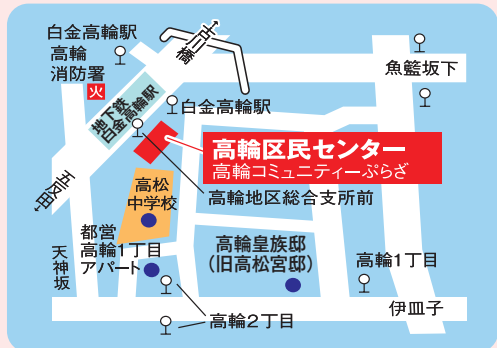 白金高輪駅
高輪
消防署
火
↑古川橋
地下鉄
白金高輪駅
魚籃坂下
白金高輪駅
高輪区民センター
高輪コミュニティーぷらざ
高輪地区総合支所前
五反田↓
高松
中学校
都営
高輪1丁目
アパート
天神坂
高輪皇族邸
(旧高松宮邸)
高輪1丁目
伊皿子
高輪2丁目